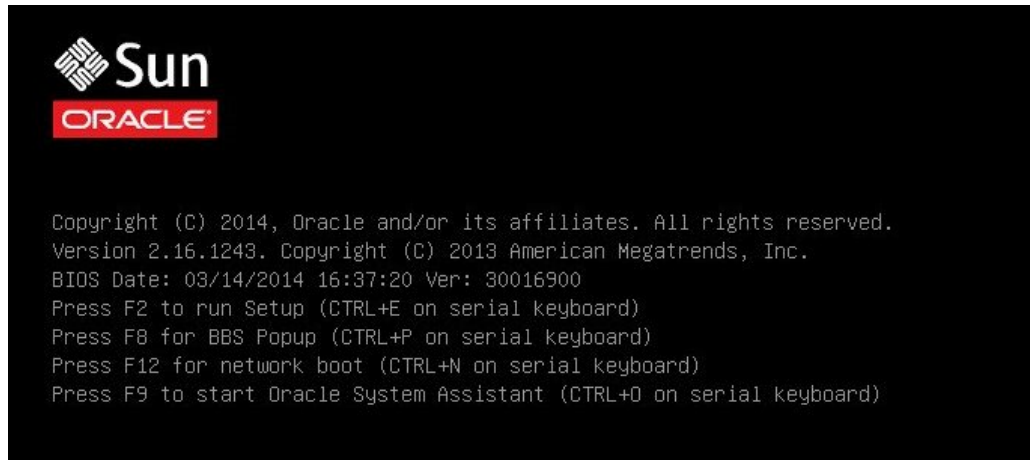 Sun
ORACLE
Copyright (C) 2014, Oracle and/or its affiliates. All rights reserved.
Version 2.16.1243. Copyright (C) 2013 American Megatrends, Inc.
BIOS Date: 03/14/2014 16:37:20 Ver: 30016900
Press F2 to run Setup (CTRL+E on serial keyboard)
Press F8 for BBS Popup (CTRL+P on serial keyboard)
Press F12 for network boot (CTRL+N on serial keyboard)
Press F9 to start Oracle System Assistant (CTRL+O on serial keyboard)